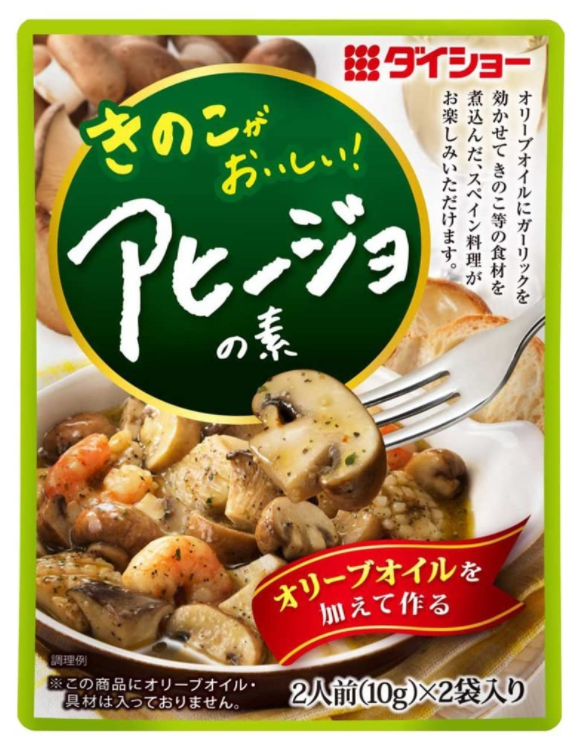 ダイショー
きのこが
おいしい!
アヒージョ
の素
オリーブオイルにガーリックを
効かせてきのこ等の食材を
煮込んだ、スペイン料理が
お楽しみいただけます。
オリーブオイルを
加えて作る
調理例
※この商品にオリーブオイル・
具材は入っておりません。
2人前(10g)×2袋入り